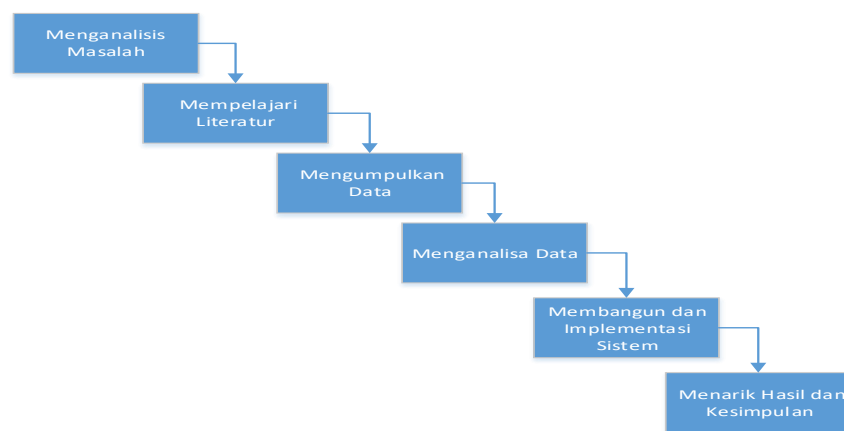 Menganalisis
Masalah
Mempelajari
Literatur
Mengumpulkan
Data
Menganalisa Data
Membangun dan
Implementasi
Sistem
Menarik Hasil dan
Kesimpulan